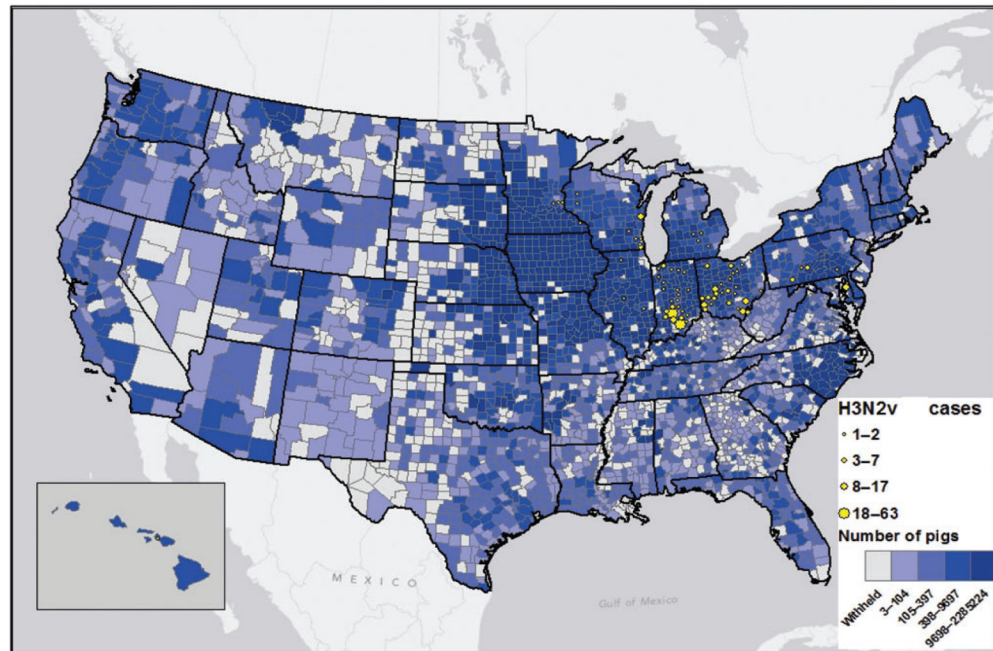 MEXICO
Gulf of Mexico
H3N2v cases
1–2
3–7
8–17
18–63
Number of pigs
Withheld
3–104
105–397
398–9697
9698–2285224